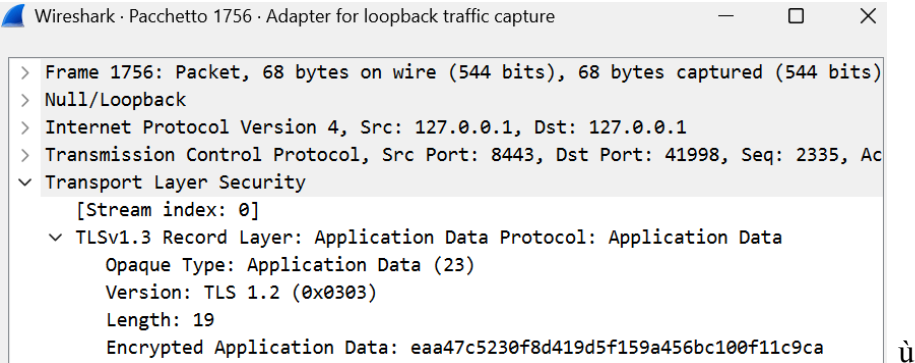 Wireshark · Pacchetto 1756 · Adapter for loopback traffic capture
Frame 1756: Packet, 68 bytes on wire (544 bits), 68 bytes captured (544 bits)
Null/Loopback
Internet Protocol Version 4, Src: 127.0.0.1, Dst: 127.0.0.1
Transmission Control Protocol, Src Port: 8443, Dst Port: 41998, Seq: 2335, Ac
Transport Layer Security
[Stream index: 0]
TLSv1.3 Record Layer: Application Data Protocol: Application Data
Opaque Type: Application Data (23)
Version: TLS 1.2 (0x0303)
Length: 19
Encrypted Application Data: eaa47c5230f8d419d5f159a456bc100f11c9ca
ù